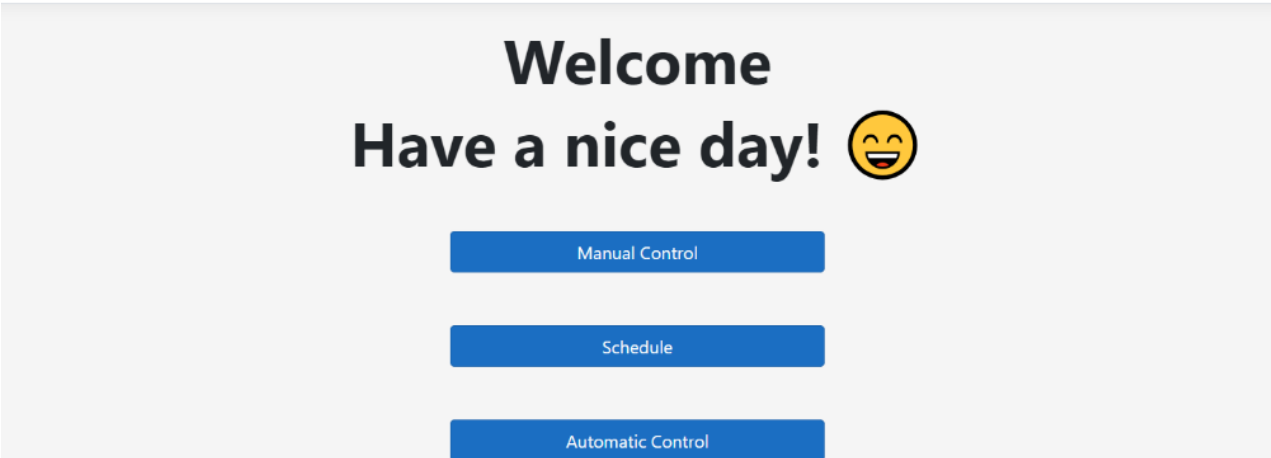 Welcome
Have a nice day! 😄
Manual Control
Schedule
Automatic Control